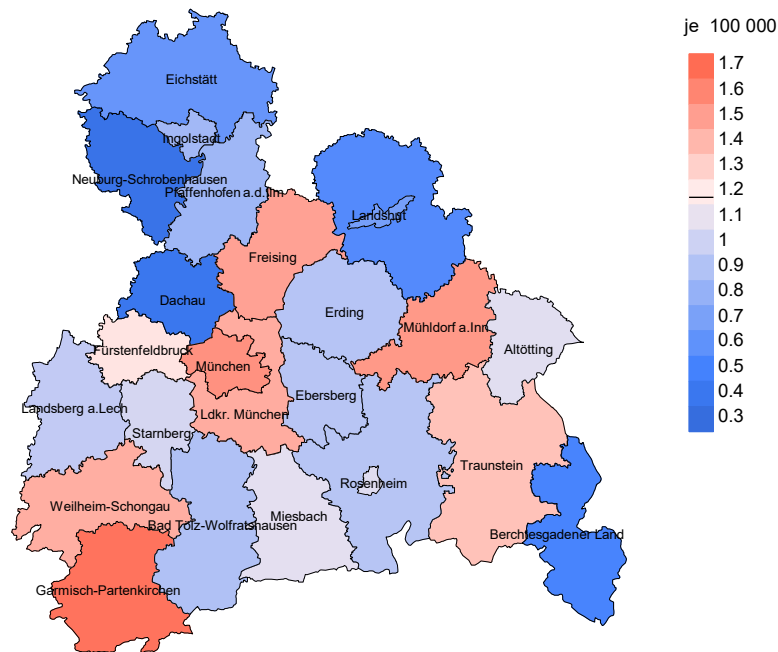 je 100 000
1.7
1.6
1.5
1.4
1.3
1.2
1.1
1
0.9
0.8
0.7
0.6
0.5
0.4
0.3
Eichstätt
Ingolstadt
Neuburg-Schrobenhausen
Pfaffenhofen a.d.Ilm
Landshut
Freising
Dachau
Erding
Mühldorf a.Inn
Fürstenfeldbruck
München
Altötting
Ebersberg
Landsberg a.Lech
Ldkr. München
Starnberg
Traunstein
Rosenheim
Weilheim-Schongau
Miesbach
Bad Tölz-Wolfratshausen
Berchtesgadener Land
Garmisch-Partenkirchen